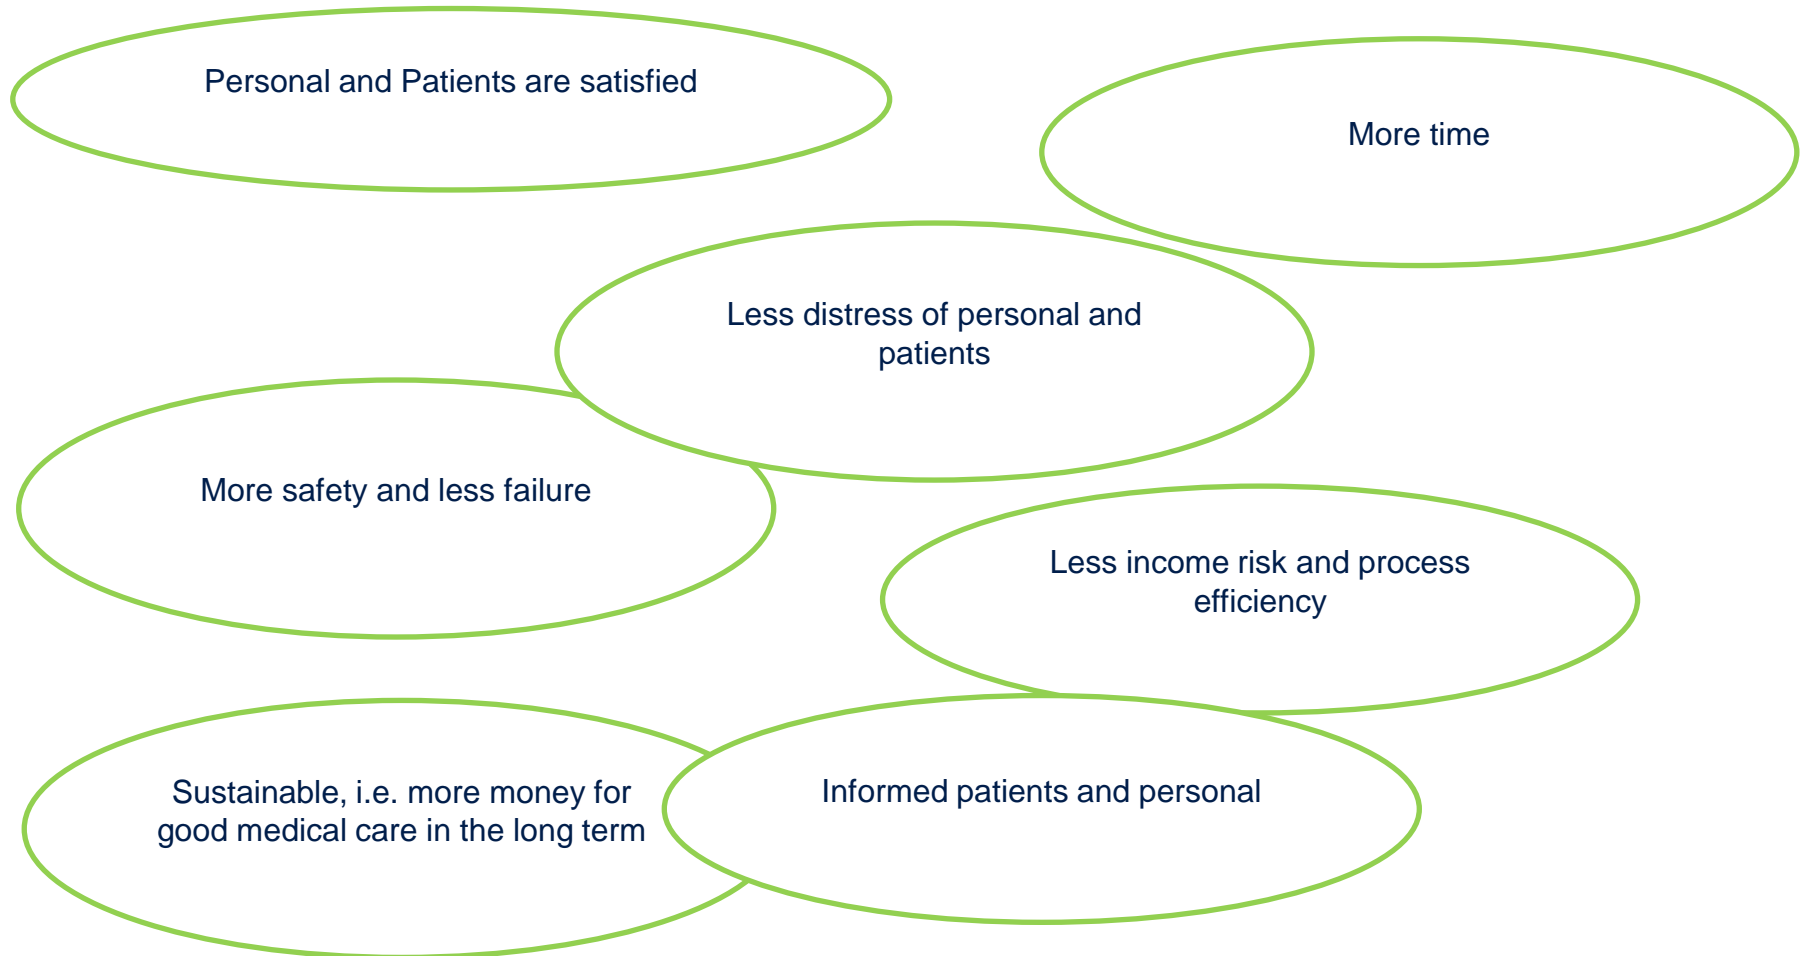 Personal and Patients are satisfied
More time
Less distress of personal and
patients
More safety and less failure
Less income risk and process
efficiency
Sustainable, i.e. more money for
good medical care in the long term
Informed patients and personal